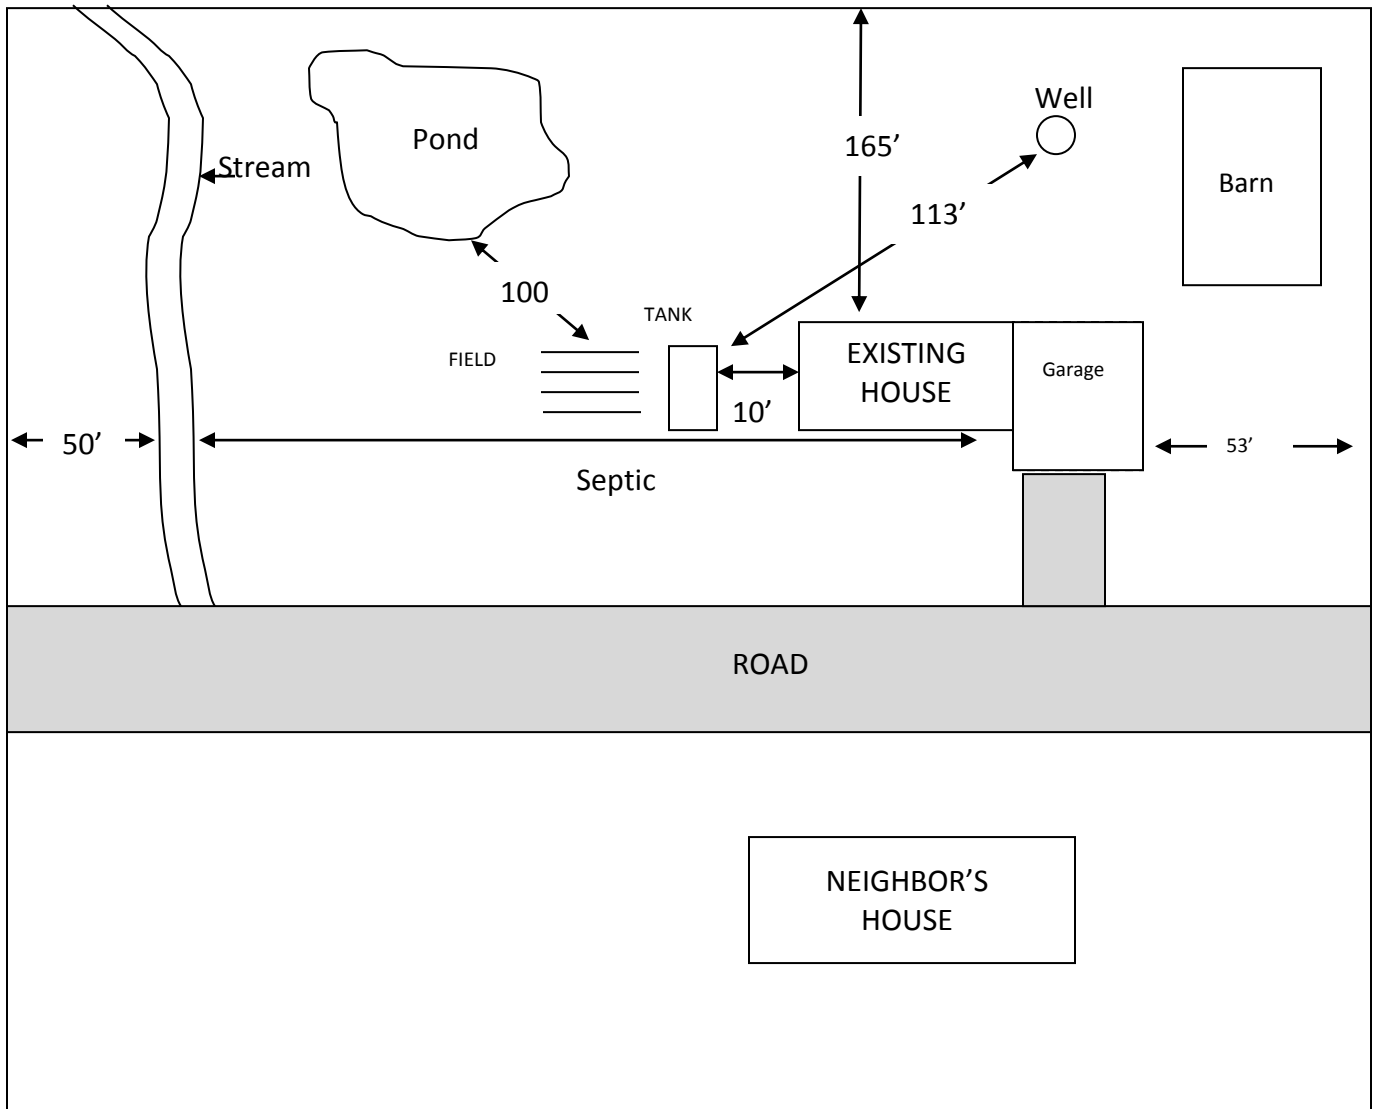 Well
Pond
165’
Stream
Barn
113’
100
TANK
FIELD
EXISTING
HOUSE
Garage
10’
50’
53’
Septic
ROAD
NEIGHBOR’S
HOUSE